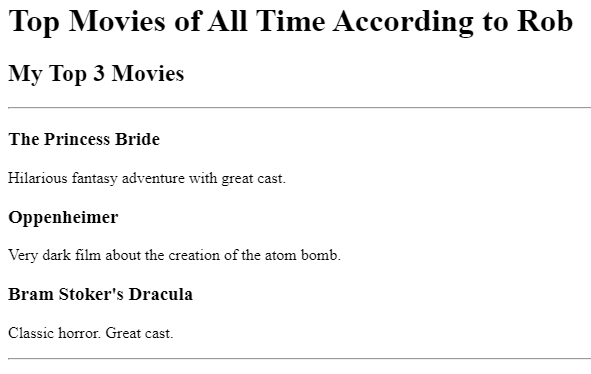 Top Movies of All Time According to Rob
My Top 3 Movies
The Princess Bride
Hilarious fantasy adventure with great cast.
Oppenheimer
Very dark film about the creation of the atom bomb.
Bram Stoker's Dracula
Classic horror. Great cast.